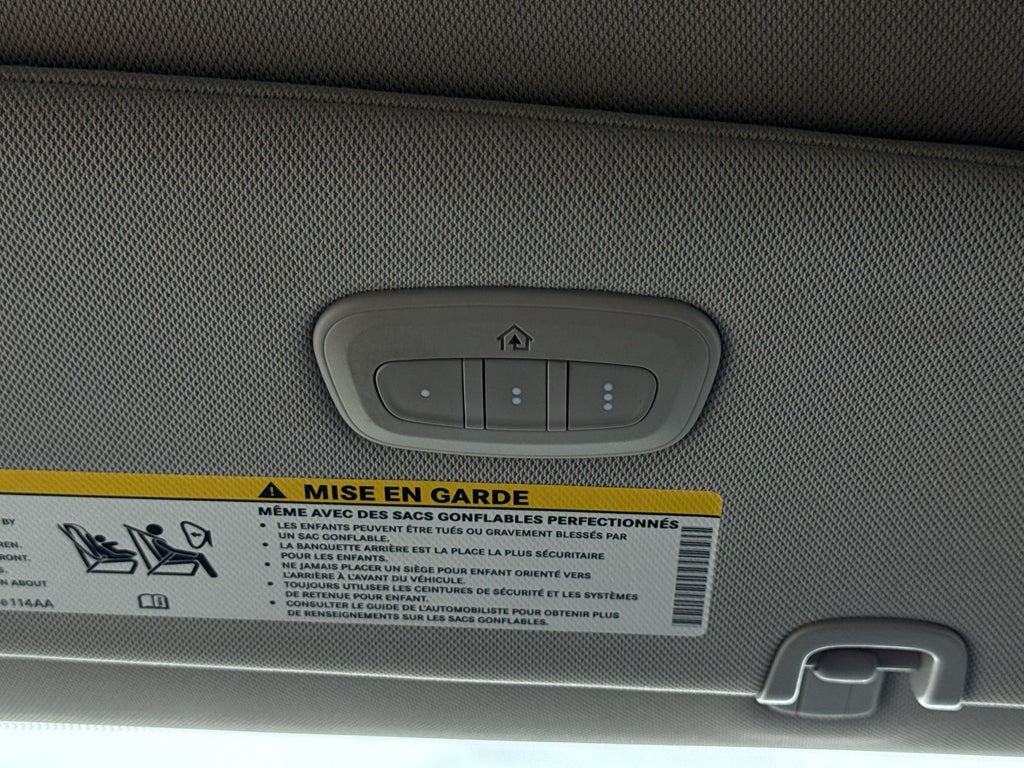 MISE EN GARDE
MÊME AVEC DES SACS GONFLABLES PERFECTIONNÉS
• LES ENFANTS PEUVENT ÊTRE TUÉS OU GRAVEMENT BLESSÉS PAR
UN SAC GONFLABLE.
• LA BANQUETTE ARRIÈRE EST LA PLACE LA PLUS SÉCURITAIRE
POUR LES ENFANTS.
• NE JAMAIS PLACER UN SIÈGE POUR ENFANT ORIENTÉ VERS
L'ARRIÈRE À L'AVANT DU VÉHICULE.
• TOUJOURS UTILISER LES CEINTURES DE SÉCURITÉ ET LES SYSTÈMES
DE RETENUE POUR ENFANT.
• CONSULTER LE GUIDE DE L'AUTOMOBILISTE POUR OBTENIR PLUS
DE RENSEIGNEMENTS SUR LES SACS GONFLABLES.
BY
REN.
RONT.
S.
N ABOUT
6114AA